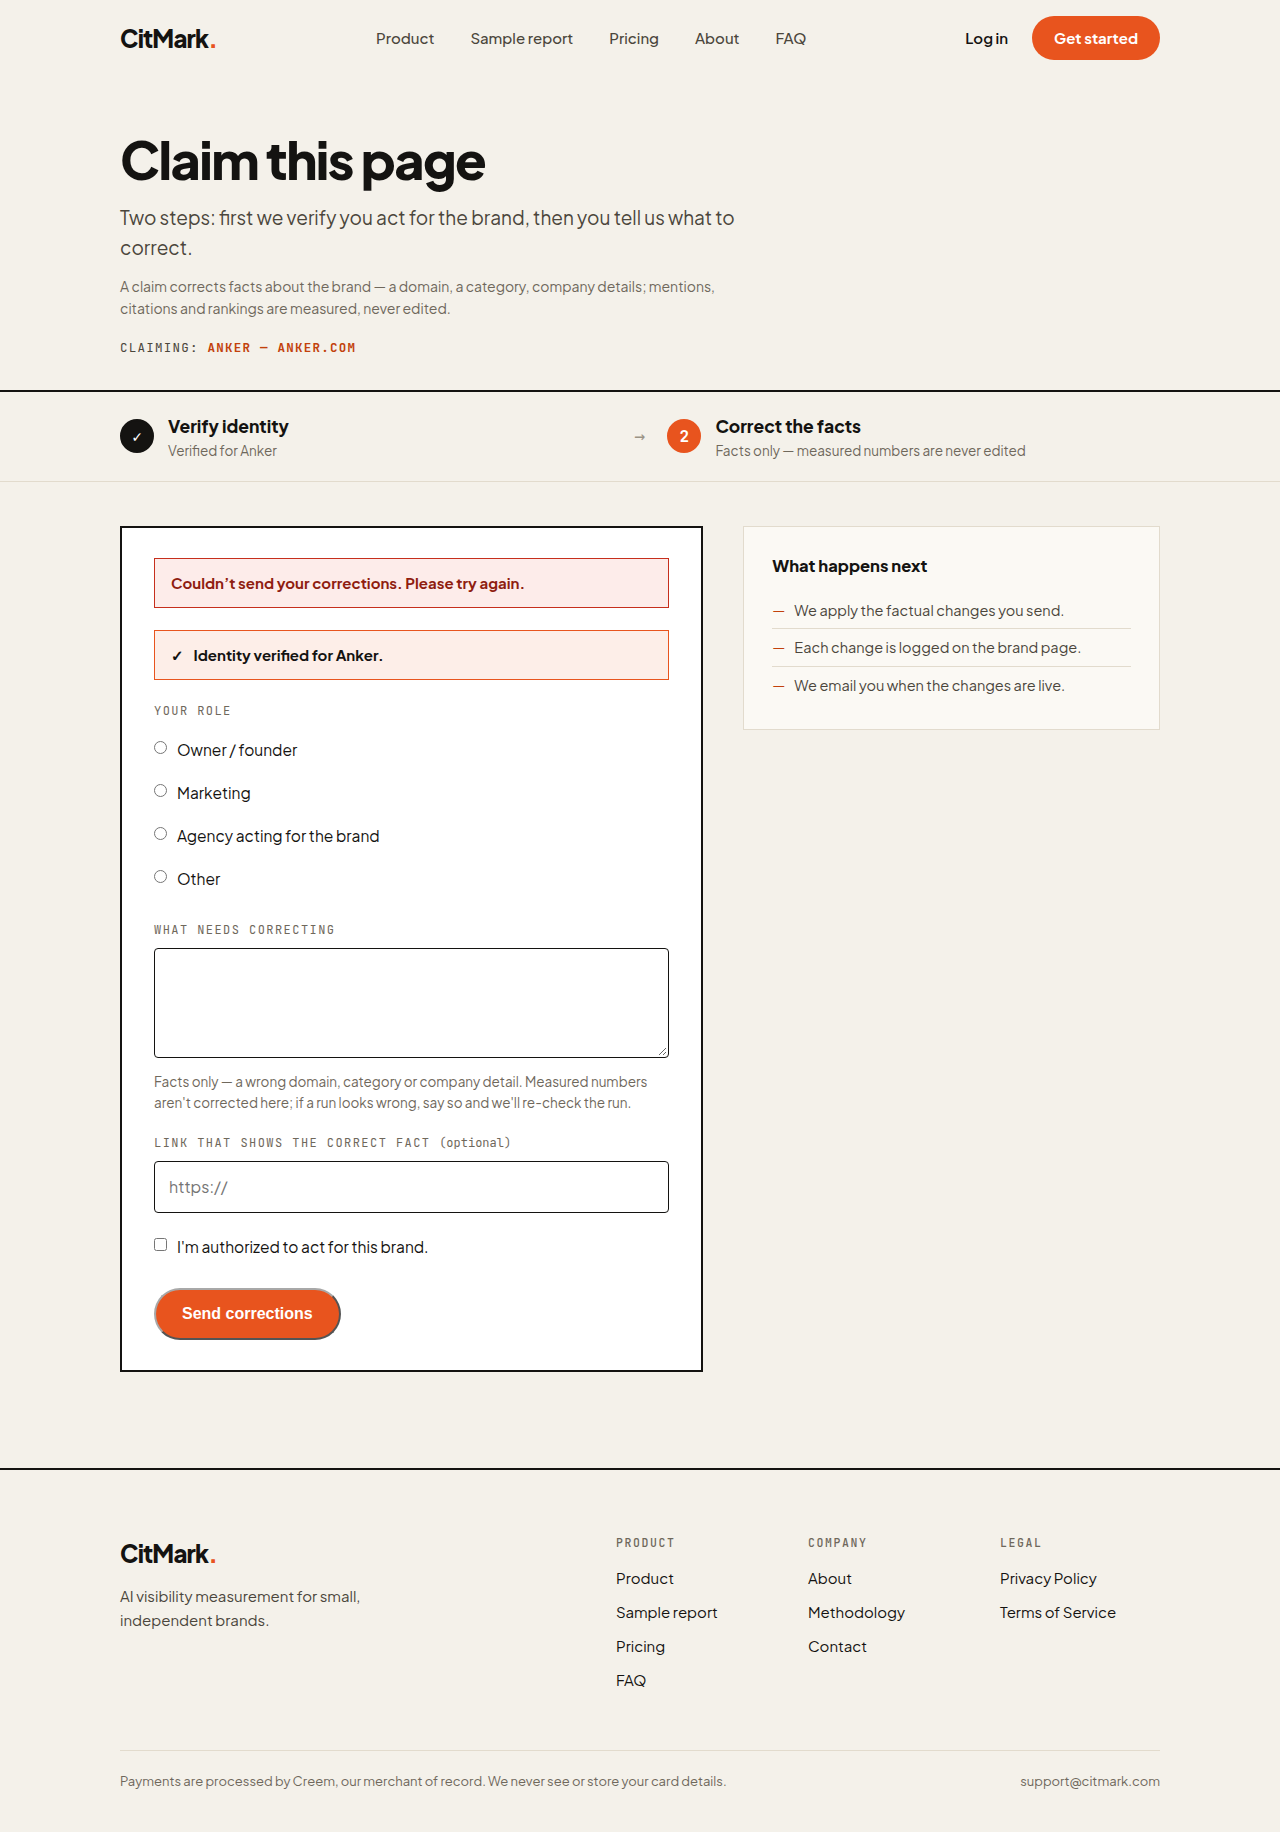 CitMark.
Product
Sample report
Pricing
About
FAQ
Log in
Get started
Claim this page
Two steps: first we verify you act for the brand, then you tell us what to
correct.
A claim corrects facts about the brand — a domain, a category, company details; mentions,
citations and rankings are measured, never edited.
CLAIMING: ANKER — ANKER.COM
✓
Verify identity
Verified for Anker
→
2
Correct the facts
Facts only — measured numbers are never edited
Couldn’t send your corrections. Please try again.
✓ Identity verified for Anker.
YOUR ROLE
Owner / founder
Marketing
Agency acting for the brand
Other
WHAT NEEDS CORRECTING
Facts only — a wrong domain, category or company detail. Measured numbers
aren't corrected here; if a run looks wrong, say so and we'll re-check the run.
LINK THAT SHOWS THE CORRECT FACT (optional)
https://
I'm authorized to act for this brand.
Send corrections
What happens next
— We apply the factual changes you send.
— Each change is logged on the brand page.
— We email you when the changes are live.
CitMark.
AI visibility measurement for small,
independent brands.
PRODUCT
Product
Sample report
Pricing
FAQ
COMPANY
About
Methodology
Contact
LEGAL
Privacy Policy
Terms of Service
Payments are processed by Creem, our merchant of record. We never see or store your card details.
support@citmark.com